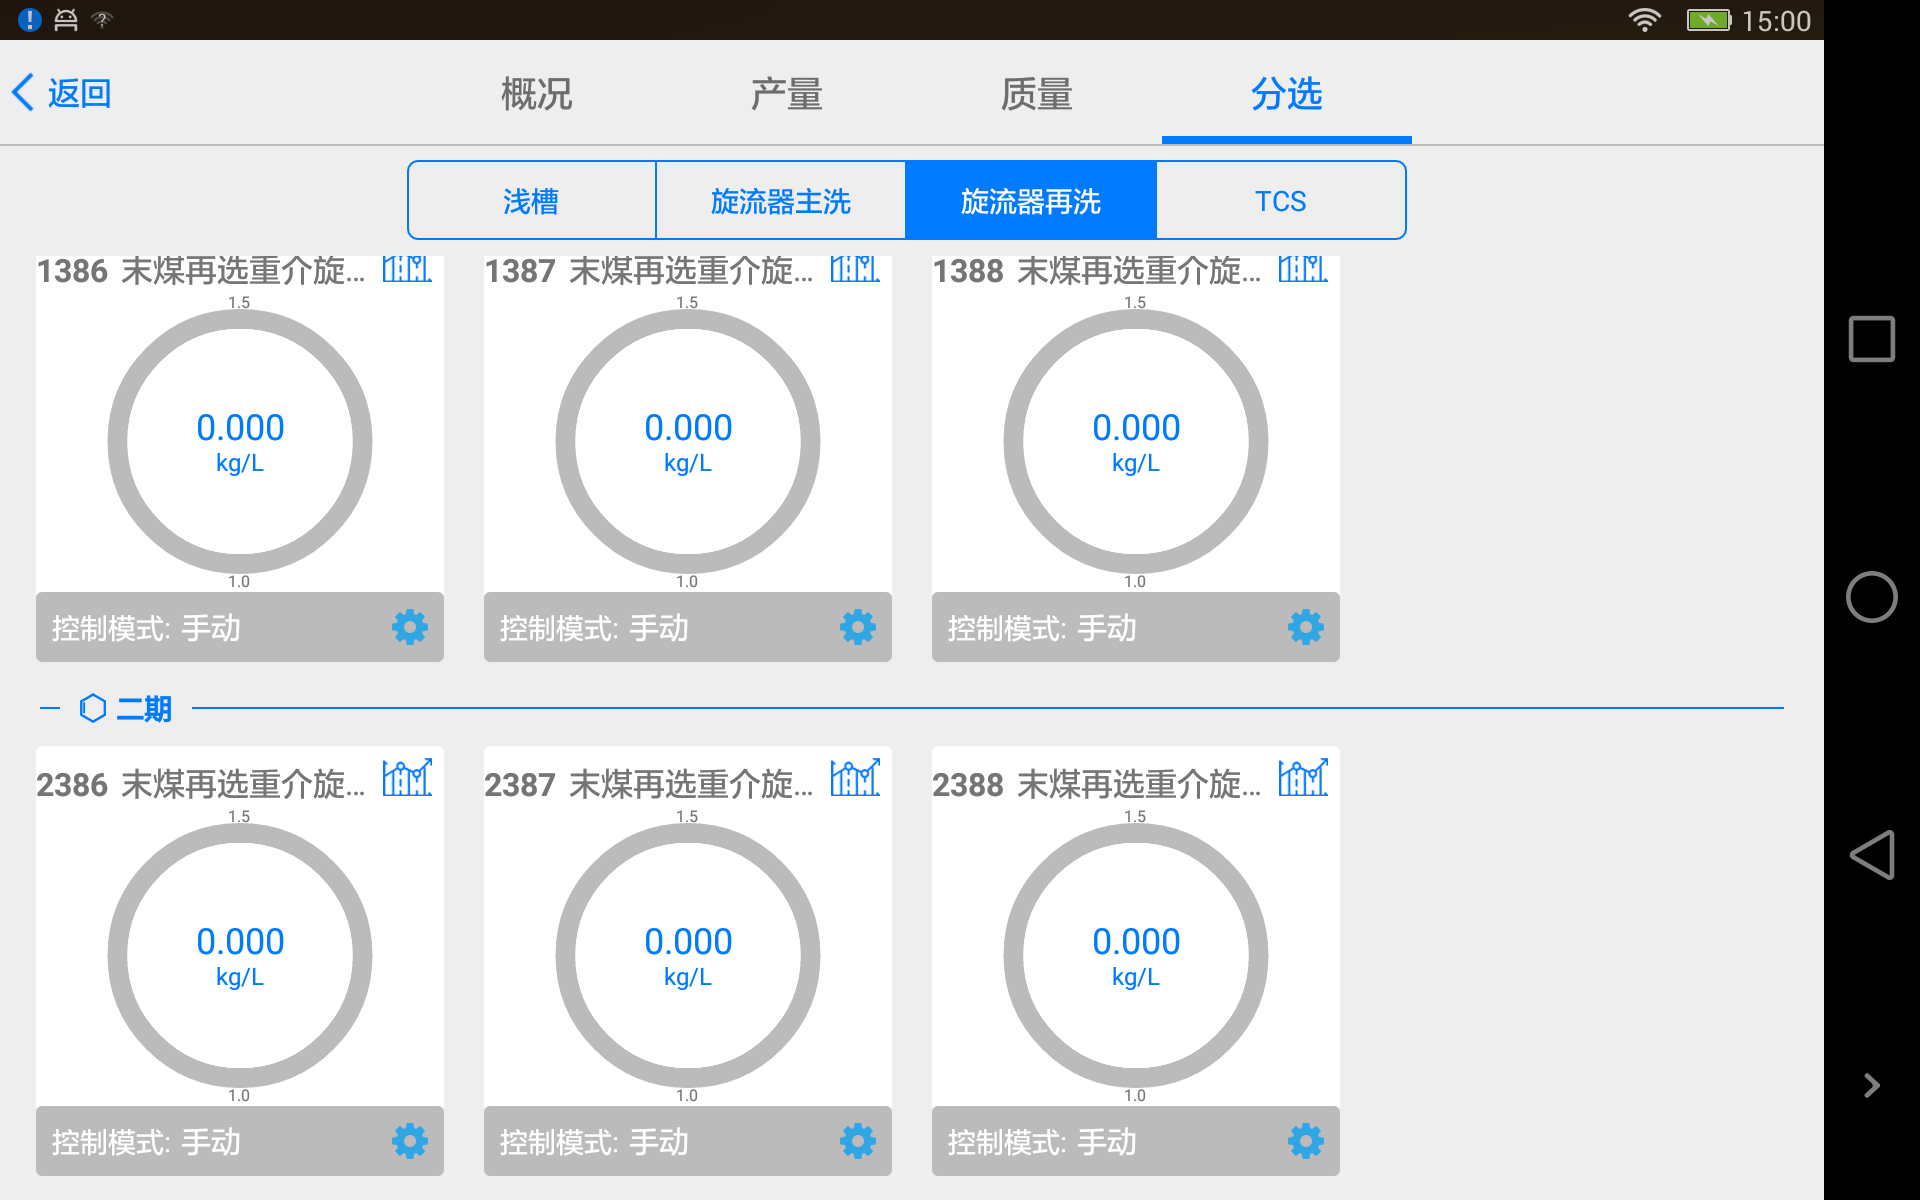 15:00
返回
概况
产量
质量
分选
浅槽
旋流器主洗
旋流器再洗
TCS
1386 末煤再选重介旋...
1.5
0.000
kg/L
1.0
控制模式: 手动
1387 末煤再选重介旋...
1.5
0.000
kg/L
1.0
控制模式: 手动
1388 末煤再选重介旋...
1.5
0.000
kg/L
1.0
控制模式: 手动
二期
2386 末煤再选重介旋...
1.5
0.000
kg/L
1.0
控制模式: 手动
2387 末煤再选重介旋...
1.5
0.000
kg/L
1.0
控制模式: 手动
2388 末煤再选重介旋...
1.5
0.000
kg/L
1.0
控制模式: 手动